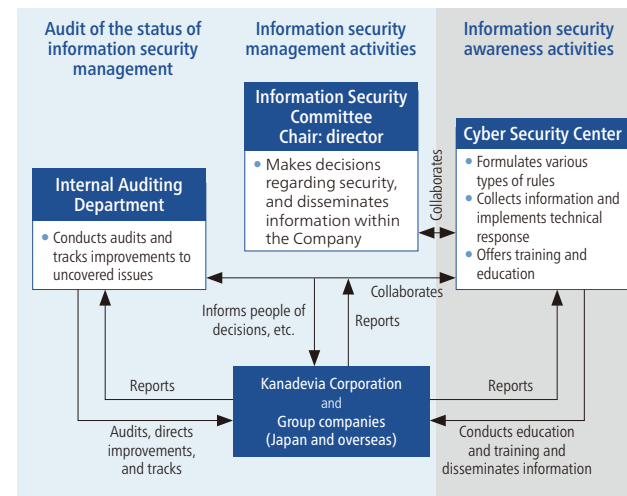 Audit of the status of
information security
management
Information security
management activities
Information security
awareness activities
Information Security
Committee
Chair: director
• Makes decisions
regarding security,
and disseminates
information within
the Company
Collaborates
Cyber Security Center
• Formulates various
types of rules
• Collects information and
implements technical
response
• Offers training and
education
Internal Auditing
Department
• Conducts audits and
tracks improvements to
uncovered issues
Collaborates
Informs people of
decisions, etc.
Reports
Reports
Kanadevia Corporation
and
Group companies
(Japan and overseas)
Reports
Audits, directs
improvements,
and tracks
Conducts education
and training and
disseminates information